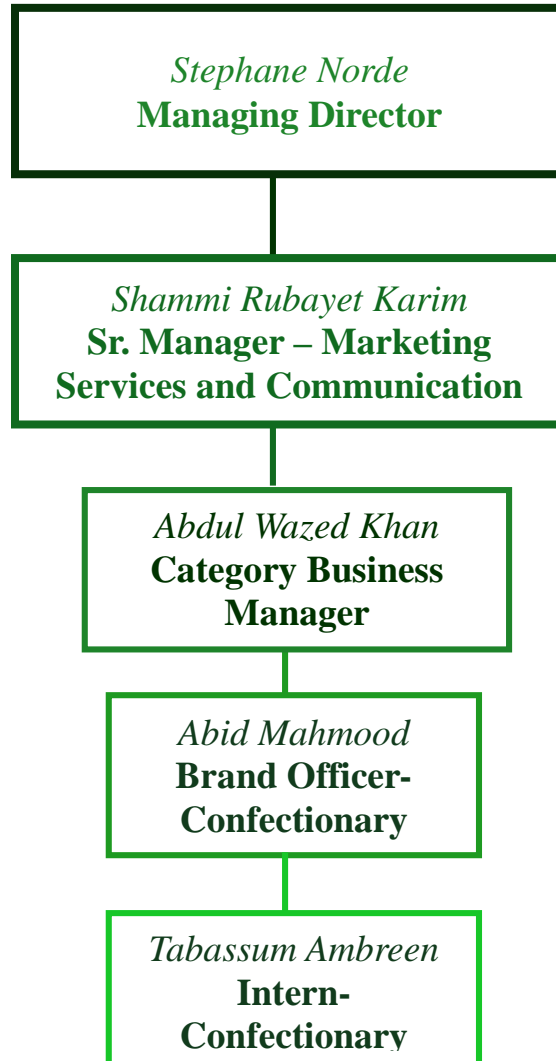 Stephane Norde
Managing Director
Shammi Rubayet Karim
Sr. Manager – Marketing
Services and Communication
Abdul Wazed Khan
Category Business
Manager
Abid Mahmood
Brand Officer-
Confectionary
Tabassum Ambreen
Intern-
Confectionary